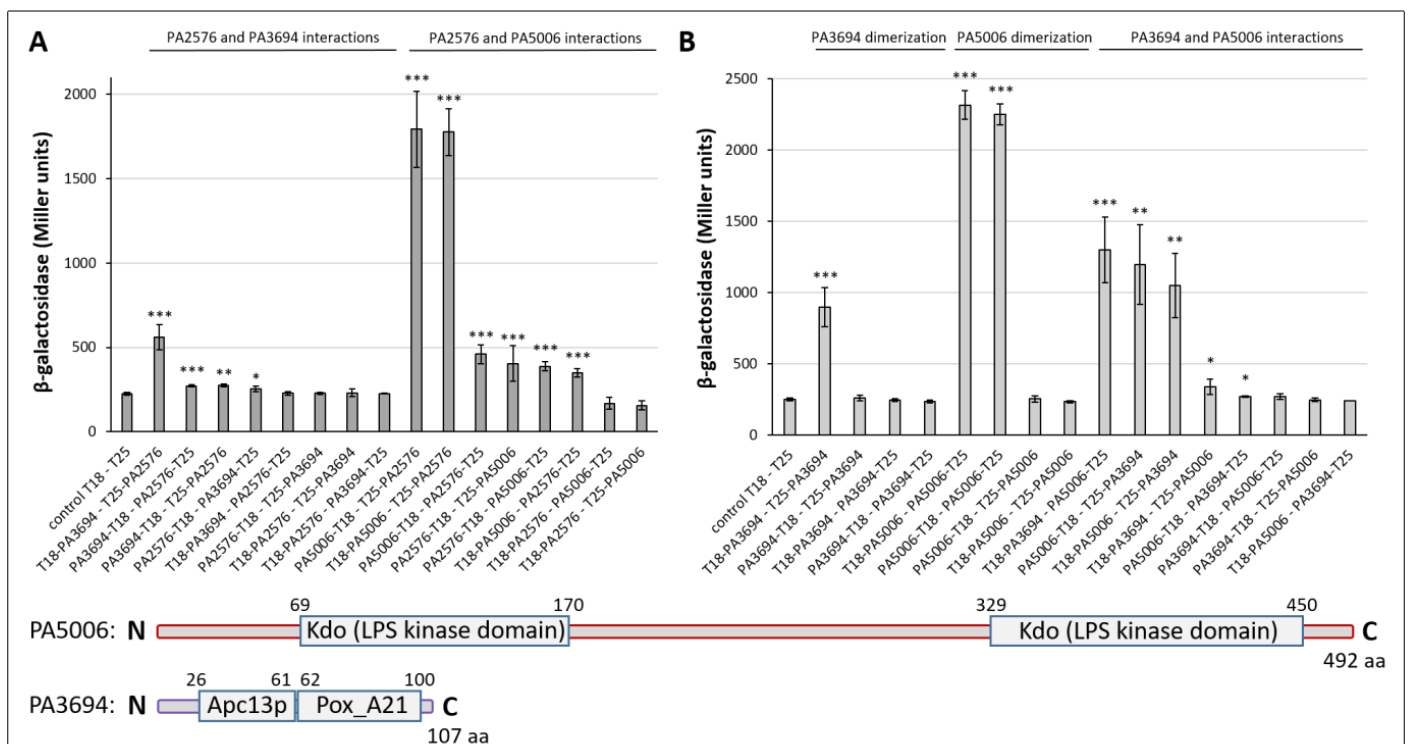 A
PA2576 and PA3694 interactions
PA2576 and PA5006 interactions
β-galactosidase (Miller units)
2000
1500
1000
500
0
***
***
**
*
***
***
***
***
***
***
control T18 - T25
T18-PA3694 - T25-PA2576
PA3694-T18 - PA2576-T25
PA3694-T18 - T25-PA2576
PA2576-T18 - PA3694-T25
T18-PA3694 - PA2576-T25
PA2576-T18 - T25-PA3694
T18-PA2576 - T25-PA3694
T18-PA2576 - PA3694-T25
PA5006-T18 - T25-PA2576
T18-PA5006 - T25-PA2576
PA5006-T18 - PA2576-T25
PA2576-T18 - T25-PA5006
PA2576-T18 - PA5006-T25
T18-PA5006 - PA2576-T25
T18-PA2576 - PA5006-T25
T18-PA2576 - T25-PA5006
B
PA3694 dimerization
PA5006 dimerization
PA3694 and PA5006 interactions
β-galactosidase (Miller units)
2500
2000
1500
1000
500
0
***
***
***
***
**
**
*
*
control T18 - T25
T18-PA3694 - T25-PA3694
PA3694-T18 - T25-PA3694
T18-PA3694 - PA3694-T25
PA3694-T18 - PA3694-T25
T18-PA5006 - PA5006-T25
PA5006-T18 - PA5006-T25
PA5006-T18 - T25-PA5006
T18-PA5006 - T25-PA5006
T18-PA3694 - PA5006-T25
PA5006-T18 - T25-PA3694
T18-PA5006 - T25-PA3694
T18-PA3694 - T25-PA5006
PA5006-T18 - PA3694-T25
PA3694-T18 - PA5006-T25
PA3694-T18 - T25-PA5006
T18-PA5006 - PA3694-T25
69 170 329 450
PA5006: N Kdo (LPS kinase domain) Kdo (LPS kinase domain) C
492 aa
26 61 62 100
PA3694: N Apc13p Pox_A21 C
107 aa